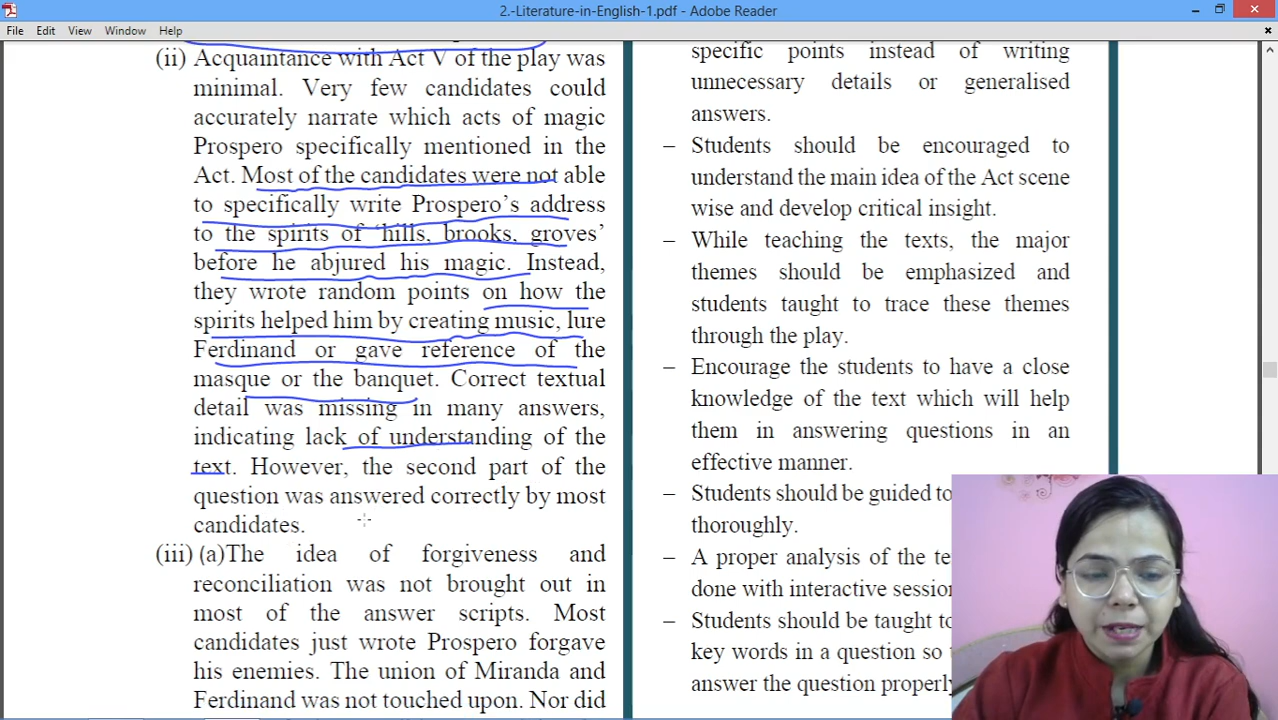 2.-Literature-in-English-1.pdf - Adobe Reader
File Edit View Window Help
(ii) Acquaintance with Act V of the play was
minimal. Very few candidates could
accurately narrate which acts of magic
Prospero specifically mentioned in the
Act. Most of the candidates were not able
to specifically write Prospero's address
to the spirits of 'hills, brooks, groves'
before he abjured his magic. Instead,
they wrote random points on how the
spirits helped him by creating music, lure
Ferdinand or gave reference of the
masque or the banquet. Correct textual
detail was missing in many answers,
indicating lack of understanding of the
text. However, the second part of the
question was answered correctly by most
candidates.
(iii) (a)The idea of forgiveness and
reconciliation was not brought out in
most of the answer scripts. Most
candidates just wrote Prospero forgave
his enemies. The union of Miranda and
Ferdinand was not touched upon. Nor did
specific points instead of writing
unnecessary details or generalised
answers.
– Students should be encouraged to
understand the main idea of the Act scene
wise and develop critical insight.
– While teaching the texts, the major
themes should be emphasized and
students taught to trace these themes
through the play.
– Encourage the students to have a close
knowledge of the text which will help
them in answering questions in an
effective manner.
– Students should be guided to
thoroughly.
– A proper analysis of the te
done with interactive session
– Students should be taught to
key words in a question so
answer the question properly